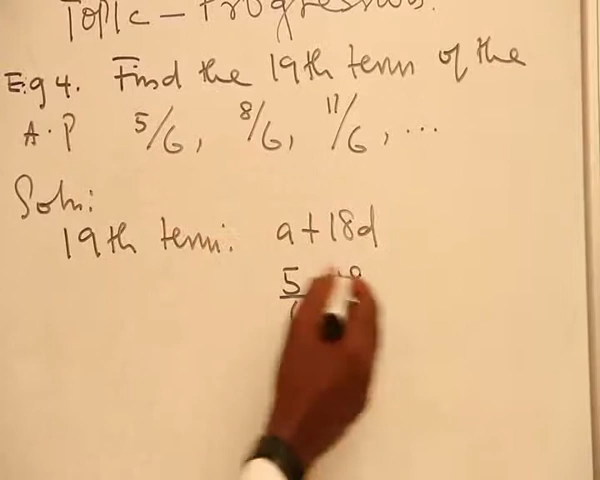 Topic - Progressions.
E.g 4. Find the 19th term of the
A.P 5/6, 8/6, 11/6, ...
Soln:
19th term: a+18d
5